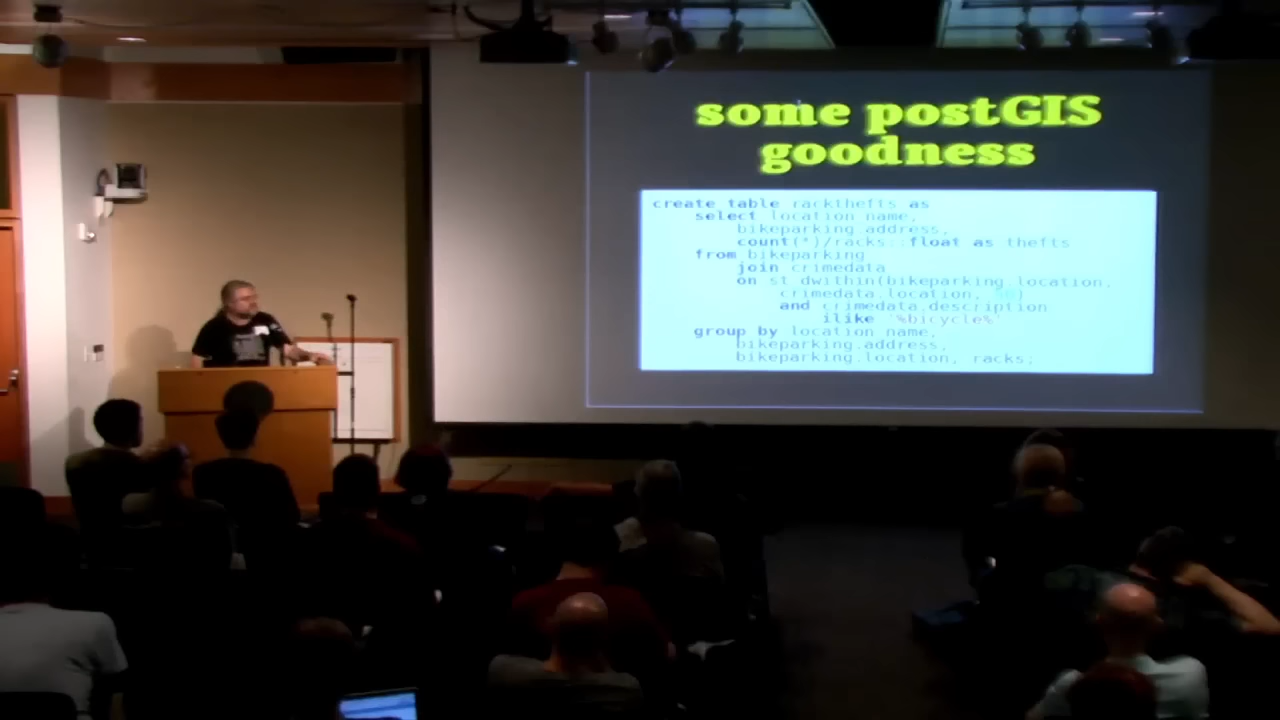 some postGIS
goodness
create table rackthefts as
select location_name,
bikeparking.address,
count(*)/racks::float as thefts
from bikeparking
join crimedata
on st_dwithin(bikeparking.location,
crimedata.location, )
and crimedata.description
ilike '%bicycle%'
group by location_name,
bikeparking.address,
bikeparking.location, racks;